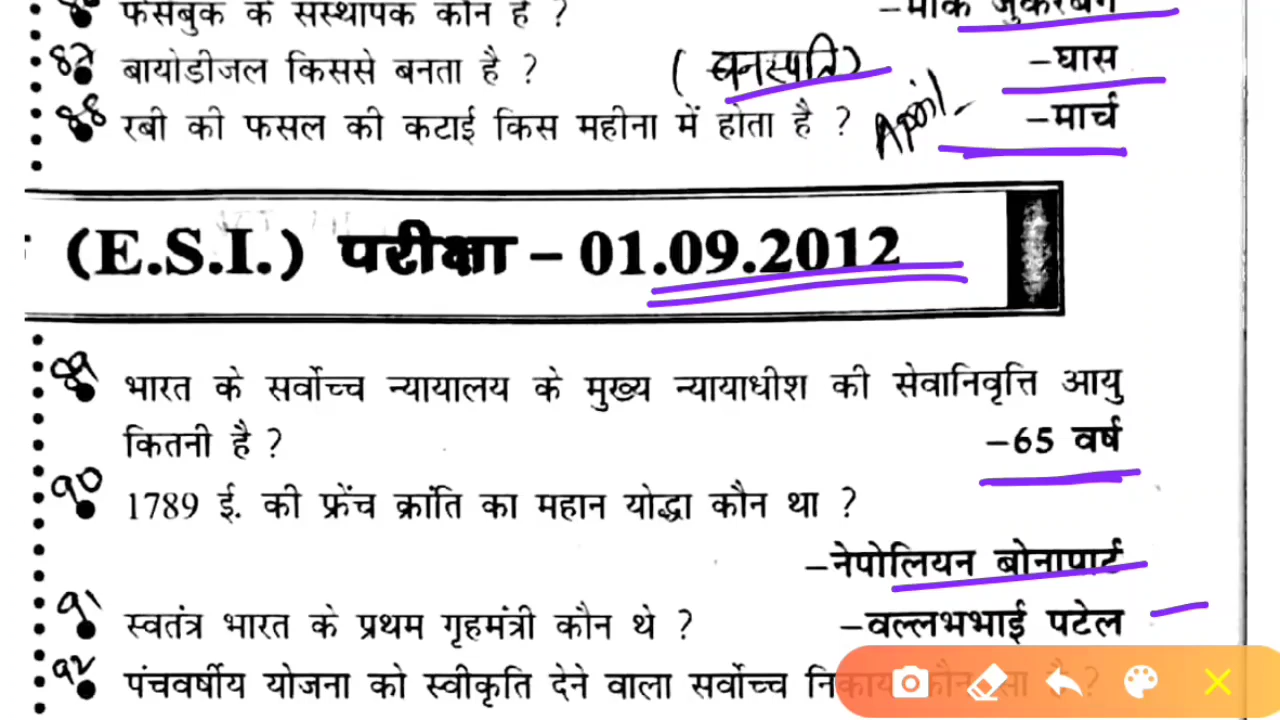 फेसबुक के संस्थापक कौन है ? –मार्क जुकरबर्ग
87 बायोडीजल किससे बनता है ? (वनस्पति) –घास
88 रबी की फसल की कटाई किस महीना में होता है ? April- –मार्च
(E.S.I.) परीक्षा – 01.09.2012
89 भारत के सर्वोच्च न्यायालय के मुख्य न्यायाधीश की सेवानिवृत्ति आयु
कितनी है ? –65 वर्ष
90 1789 ई. की फ्रेंच क्रांति का महान योद्धा कौन था ?
–नेपोलियन बोनापार्ट
91 स्वतंत्र भारत के प्रथम गृहमंत्री कौन थे ? –वल्लभभाई पटेल
92 पंचवर्षीय योजना को स्वीकृति देने वाला सर्वोच्च निकाय कौन सा है ?